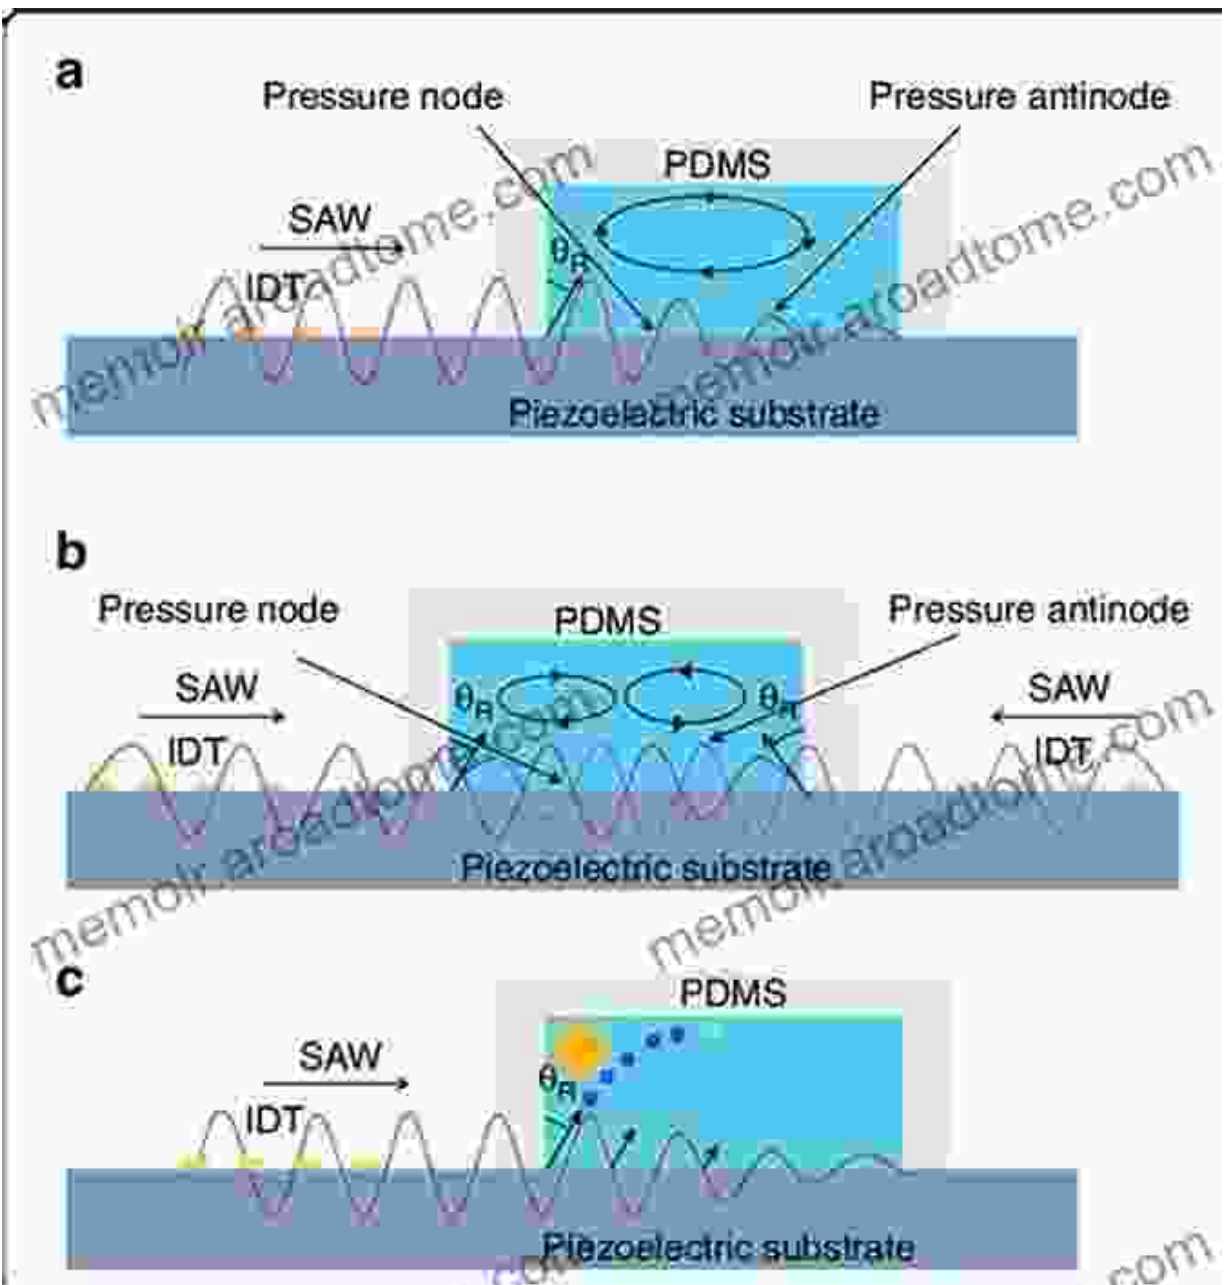 a
Pressure node
Pressure antinode
PDMS
SAW
θR
IDT
Piezoelectric substrate
memoir.aroadtome.com
memoir.aroadtome.com
b
Pressure node
PDMS
Pressure antinode
SAW
θR
θR
SAW
IDT
IDT
Piezoelectric substrate
memoir.aroadtome.com
memoir.aroadtome.com
c
PDMS
SAW
θR
IDT
Piezoelectric substrate
com
com